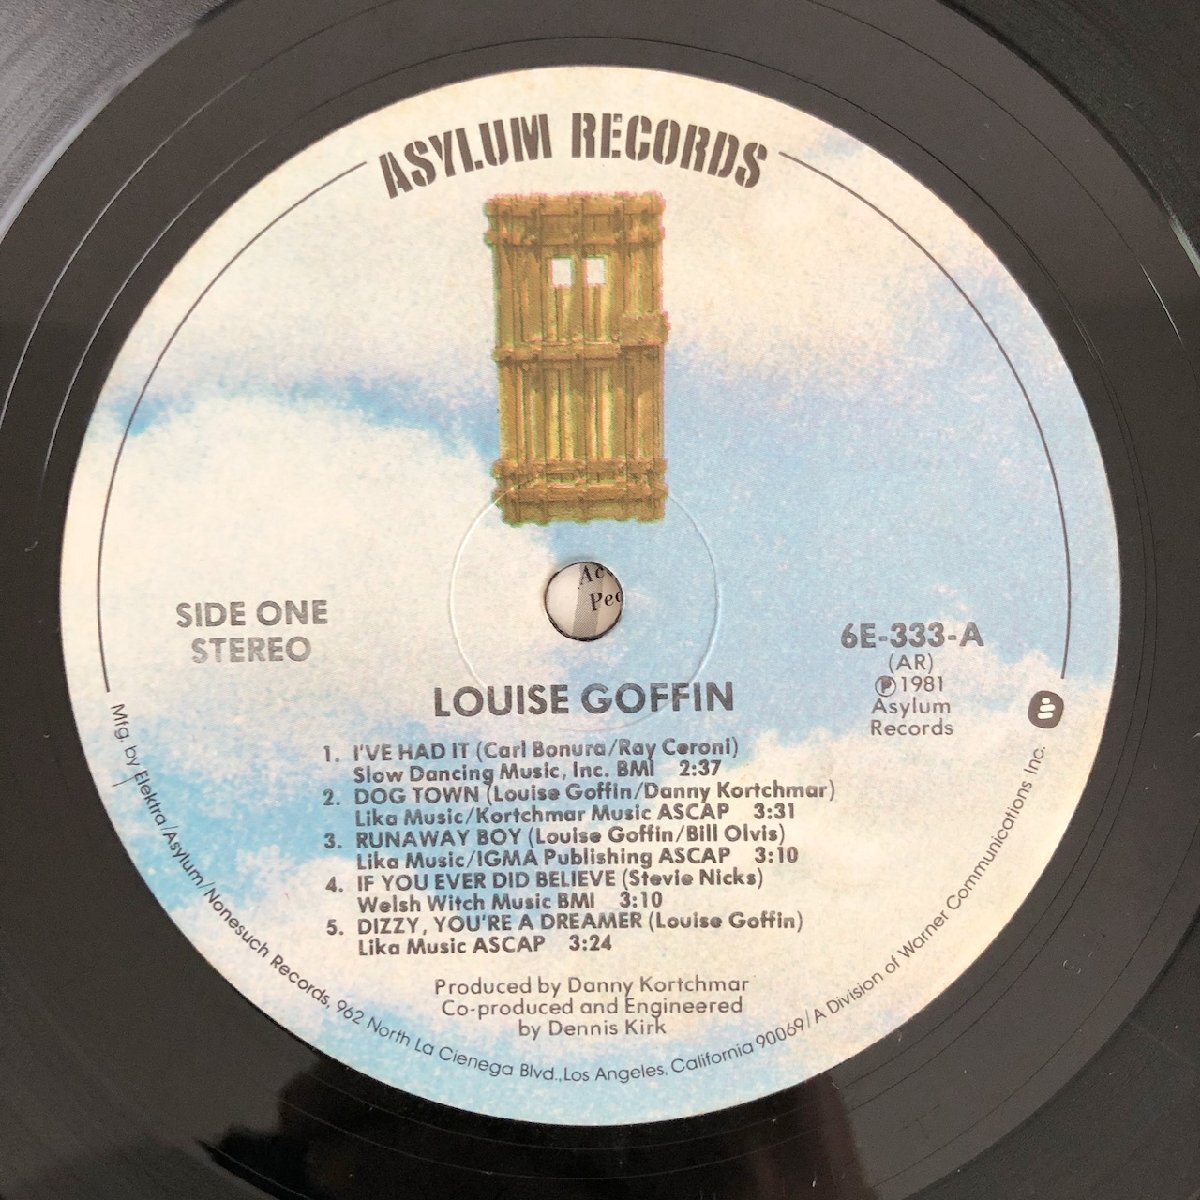 ASYLUM RECORDS
SIDE ONE
STEREO
6E-333-A
(AR)
Ⓟ1981
Asylum
Records
LOUISE GOFFIN
1. I'VE HAD IT (Carl Bonura/Ray Ceroni)
Slow Dancing Music, Inc. BMI 2:37
2. DOG TOWN (Louise Goffin/Danny Kortchmar)
Lika Music/Kortchmar Music ASCAP 3:31
3. RUNAWAY BOY (Louise Goffin/Bill Olvis)
Lika Music/IGMA Publishing ASCAP 3:10
4. IF YOU EVER DID BELIEVE (Stevie Nicks)
Welsh Witch Music BMI 3:10
5. DIZZY, YOU'RE A DREAMER (Louise Goffin)
Lika Music ASCAP 3:24
Produced by Danny Kortchmar
Co-produced and Engineered
by Dennis Kirk
Mfg. by Elektra/Asylum/Nonesuch Records, 962 North La Cienega Blvd., Los Angeles, California 90069/A Division of Warner Communications Inc.